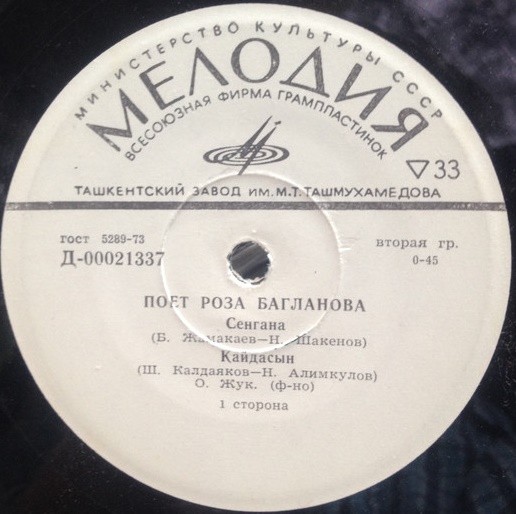 МИНИСТЕРСТВО КУЛЬТУРЫ СССР
МЕЛОДИЯ
ВСЕСОЮЗНАЯ ФИРМА ГРАМПЛАСТИНОК
▽33
ТАШКЕНТСКИЙ ЗАВОД ИМ. М. Т. ТАШМУХАМЕДОВА
гост 5289-73
вторая гр.
Д-00021337
0-45
ПОЕТ РОЗА БАГЛАНОВА
Сенгана
(Б. Жамакаев—Н. Шакенов)
Кайдасын
(Ш. Калдаяков—Н. Алимкулов)
О. Жук. (ф-но)
1 сторона